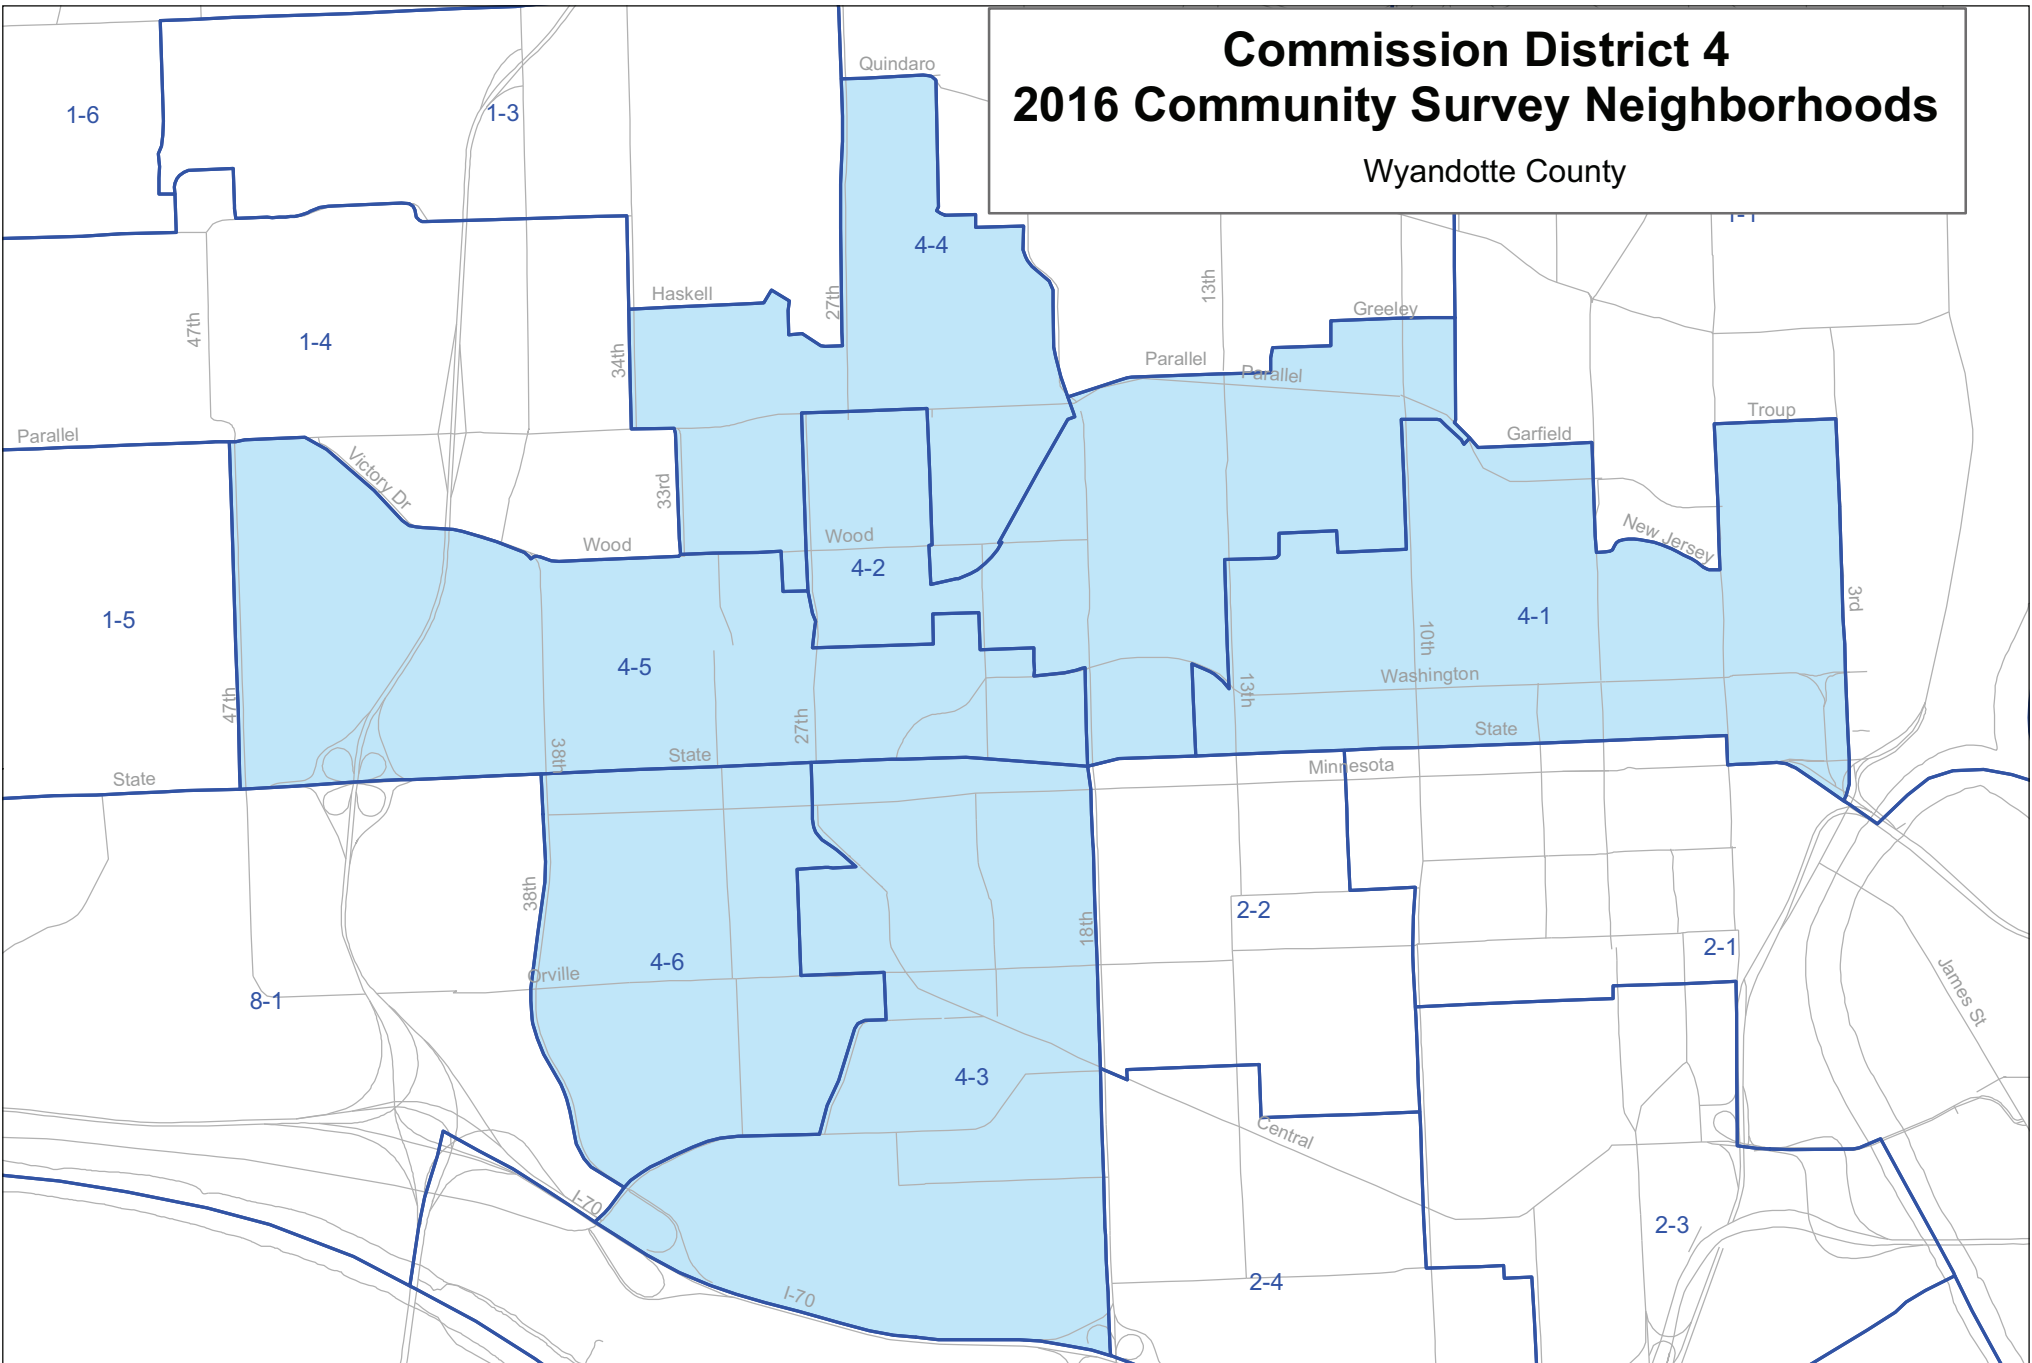 Commission District 4
2016 Community Survey Neighborhoods
Wyandotte County
Quindaro
1-6
1-3
1-1
4-4
13th
Haskell
27th
Greeley
47th
1-4
34th
Parallel
Parallel
Troup
Parallel
Garfield
Victory Dr
33rd
Wood
Wood
New Jersey
4-2
3rd
1-5
4-1
10th
4-5
Washington
13th
47th
27th
State
38th
State
Minnesota
State
38th
18th
2-2
2-1
4-6
Orville
James St
8-1
4-3
Central
I-70
2-3
2-4
I-70